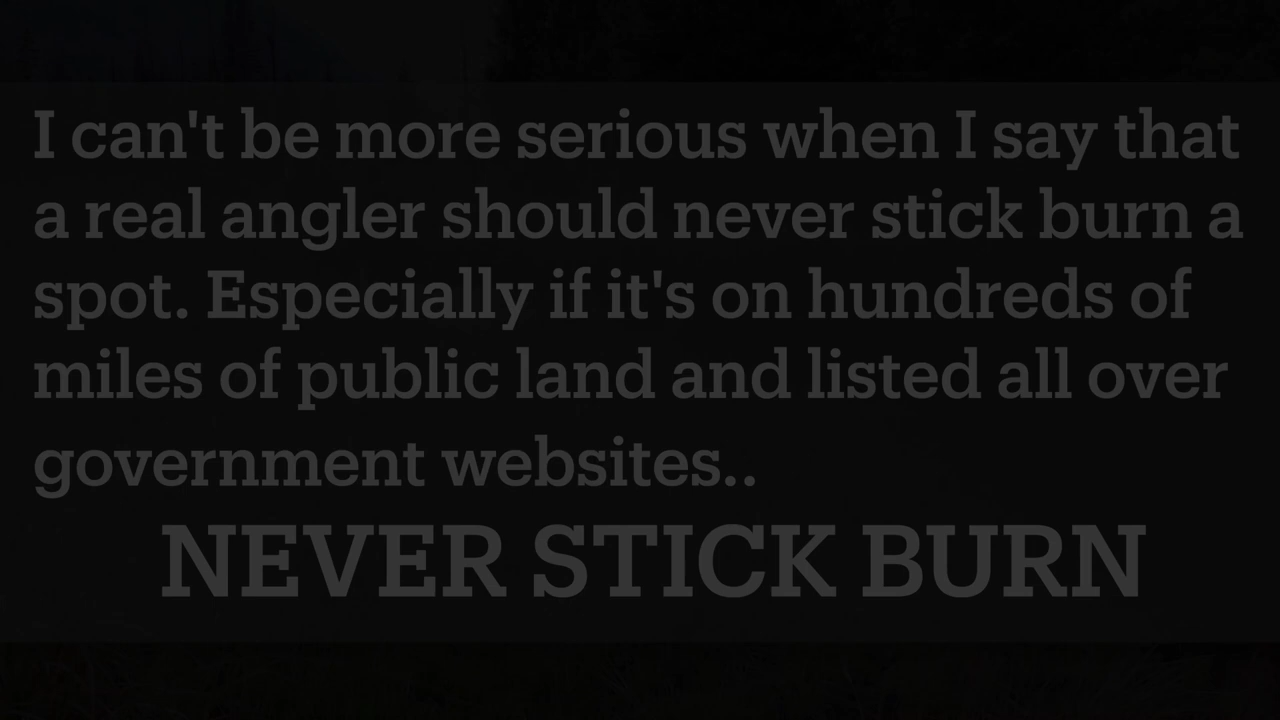 I can't be more serious when I say that
a real angler should never stick burn a
spot. Especially if it's on hundreds of
miles of public land and listed all over
government websites..
NEVER STICK BURN